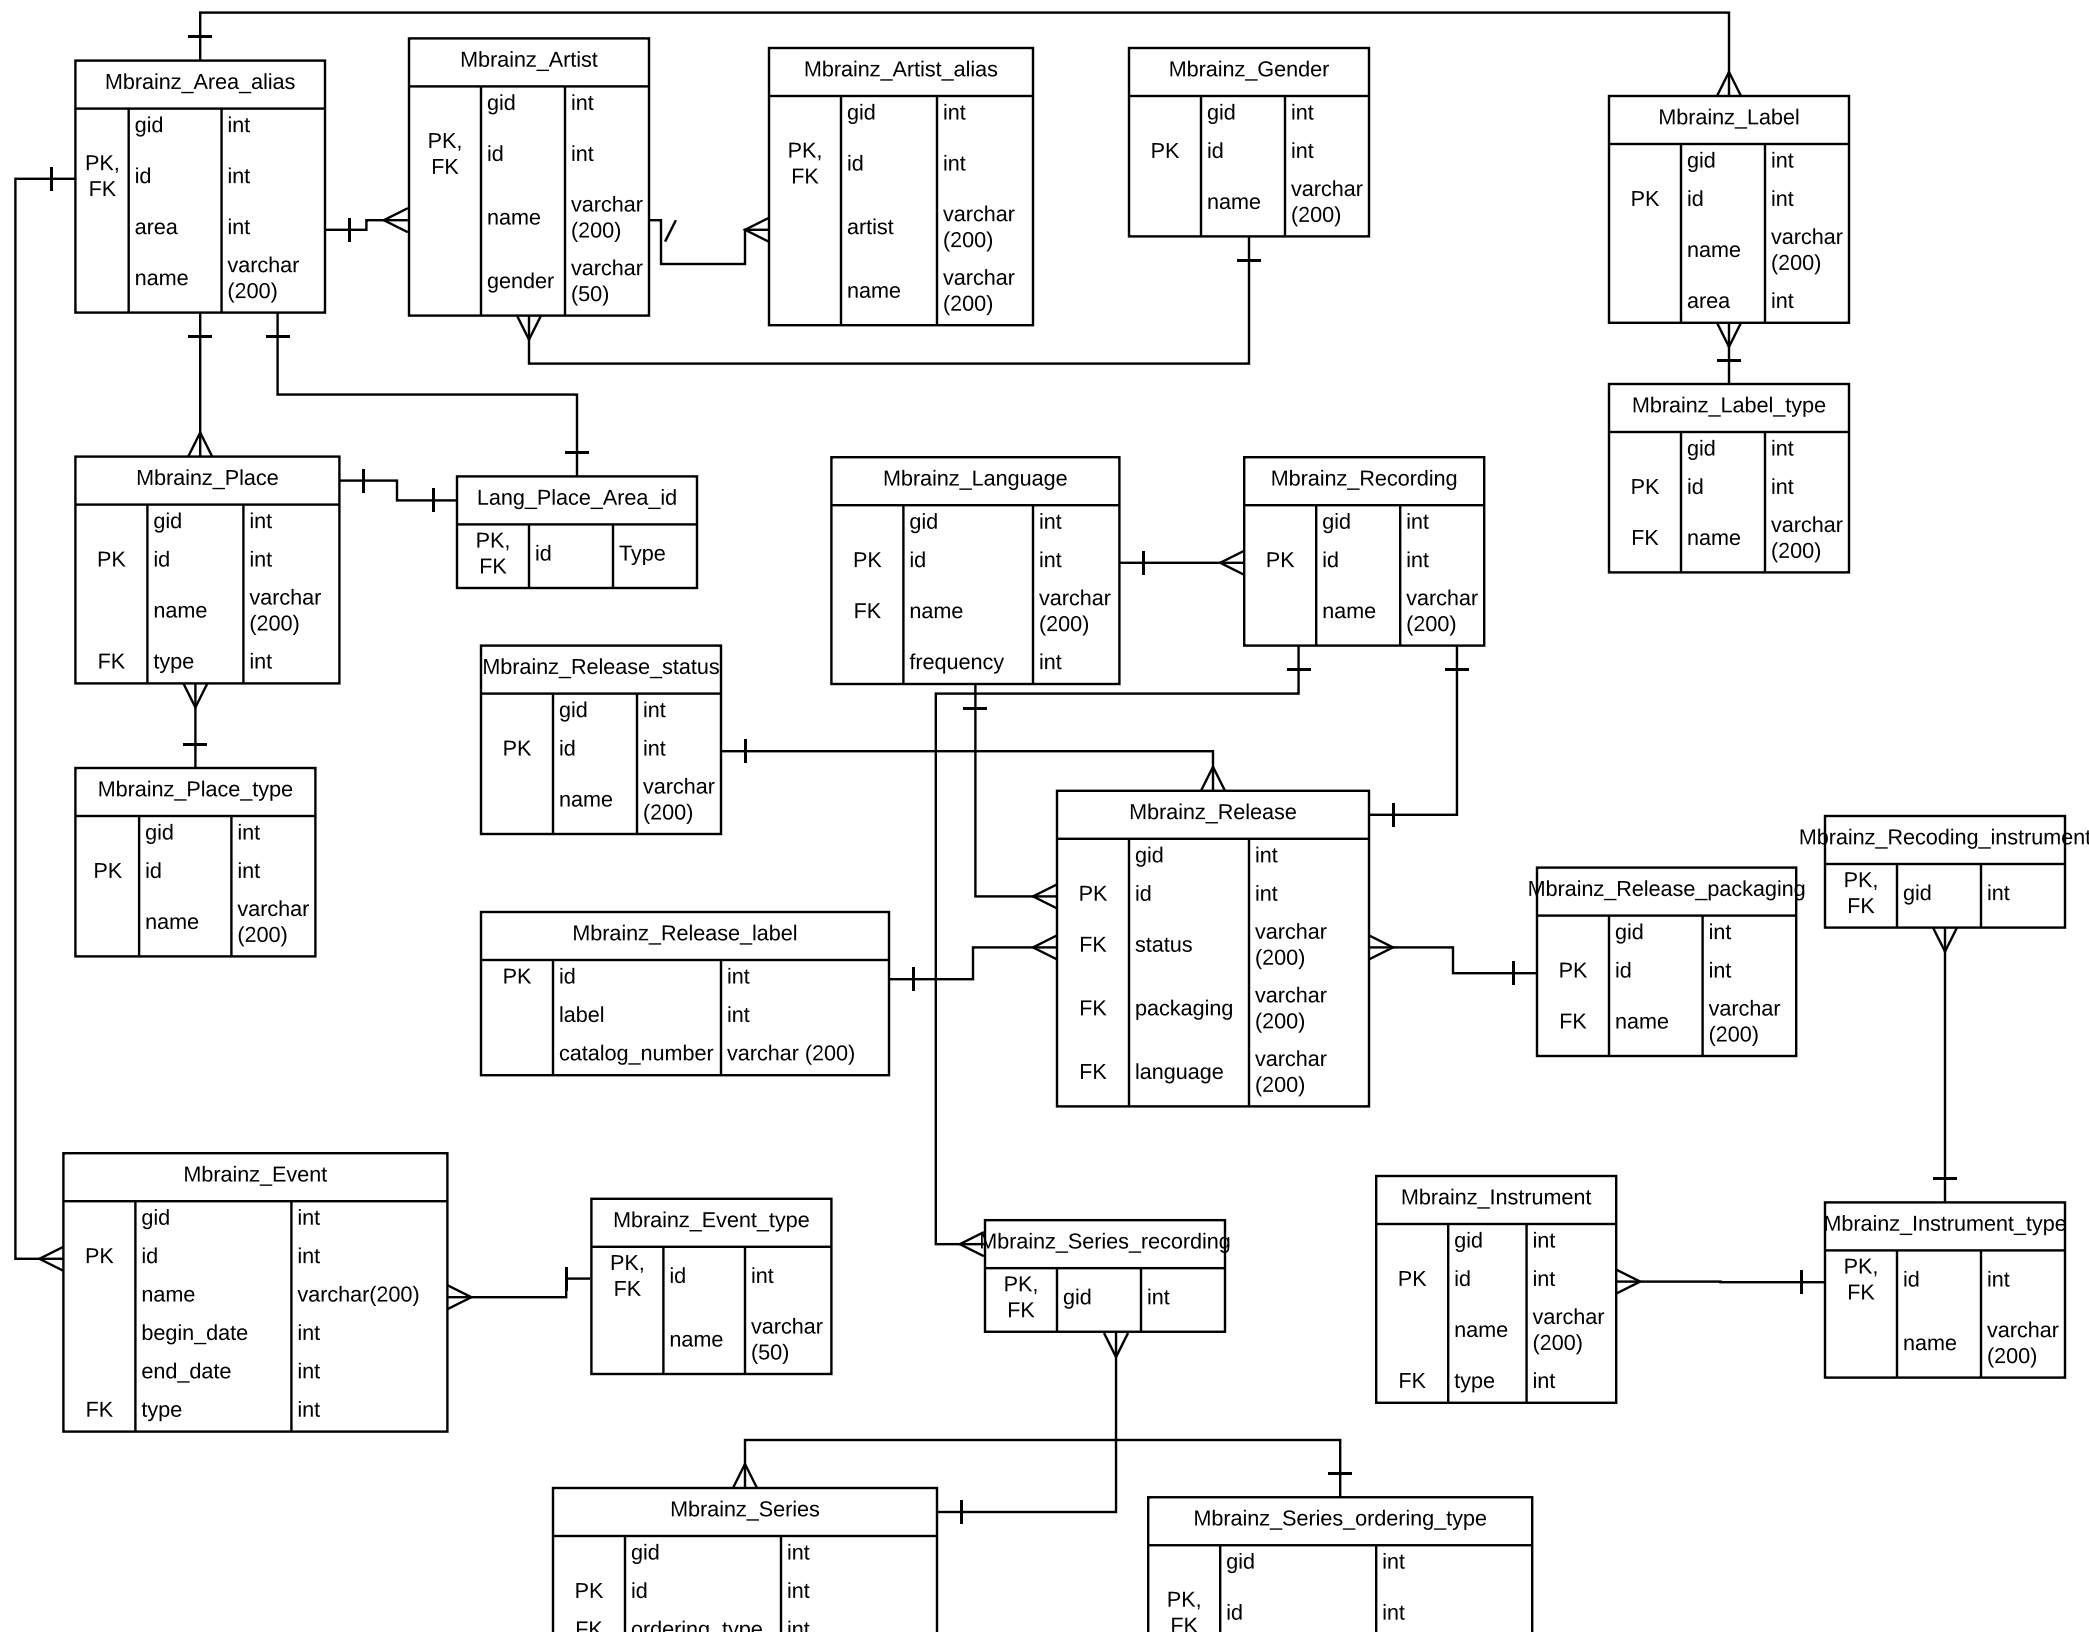 Mbrainz_Area_alias
gid int
PK, FK id int
area int
name varchar (200)
Mbrainz_Artist
gid int
PK, FK id int
name varchar (200)
gender varchar (50)
Mbrainz_Artist_alias
gid int
PK, FK id int
artist varchar (200)
name varchar (200)
Mbrainz_Gender
gid int
PK id int
name varchar (200)
Mbrainz_Label
gid int
PK id int
name varchar (200)
area int
Mbrainz_Label_type
gid int
PK id int
FK name varchar (200)
Mbrainz_Place
gid int
PK id int
name varchar (200)
FK type int
Lang_Place_Area_id
PK, FK id Type
Mbrainz_Language
gid int
PK id int
FK name varchar (200)
frequency int
Mbrainz_Recording
gid int
PK id int
name varchar (200)
Mbrainz_Release_status
gid int
PK id int
name varchar (200)
Mbrainz_Place_type
gid int
PK id int
name varchar (200)
Mbrainz_Release
gid int
PK id int
FK status varchar (200)
FK packaging varchar (200)
FK language varchar (200)
Mbrainz_Release_packaging
gid int
PK id int
FK name varchar (200)
Mbrainz_Recoding_instrument
PK, FK gid int
Mbrainz_Release_label
PK id int
label int
catalog_number varchar (200)
Mbrainz_Event
gid int
PK id int
name varchar(200)
begin_date int
end_date int
FK type int
Mbrainz_Event_type
PK, FK id int
name varchar (50)
Mbrainz_Series_recording
PK, FK gid int
Mbrainz_Instrument
gid int
PK id int
name varchar (200)
FK type int
Mbrainz_Instrument_type
PK, FK id int
name varchar (200)
Mbrainz_Series
gid int
PK id int
FK ordering_type int
Mbrainz_Series_ordering_type
gid int
PK, FK id int